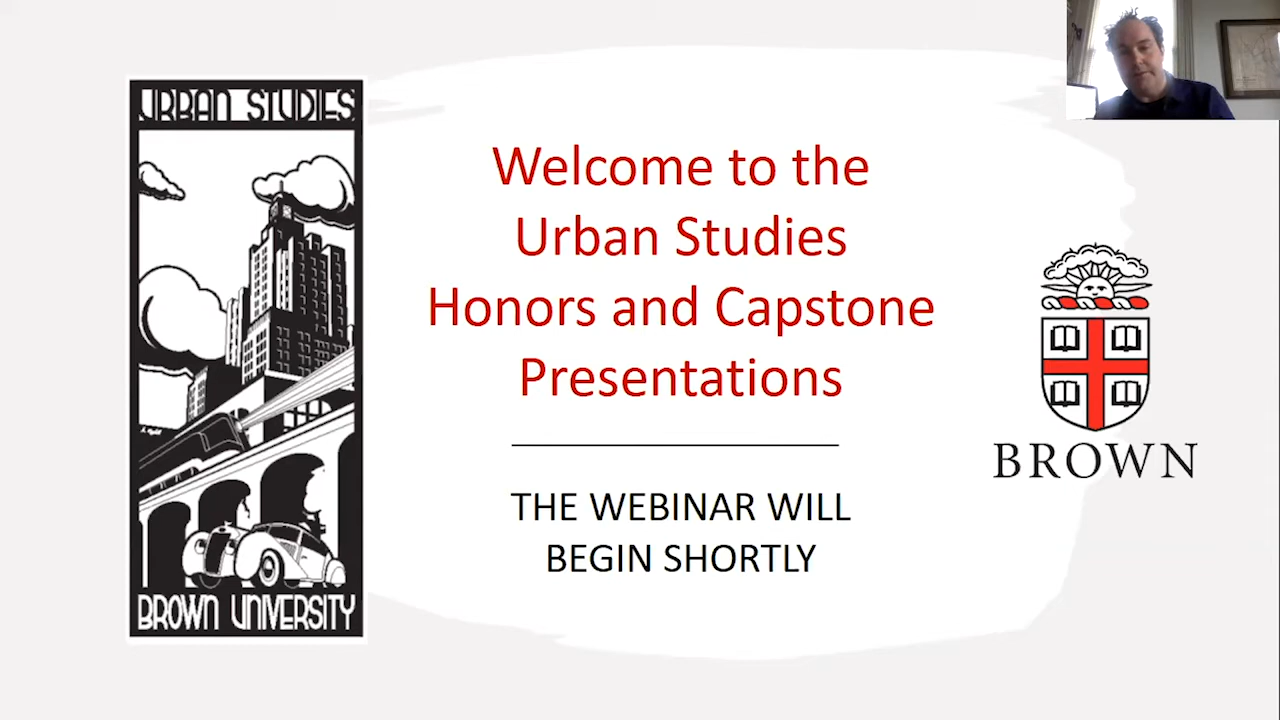 URBAN STUDIES
BROWN UNIVERSITY
Welcome to the
Urban Studies
Honors and Capstone
Presentations
THE WEBINAR WILL
BEGIN SHORTLY
BROWN